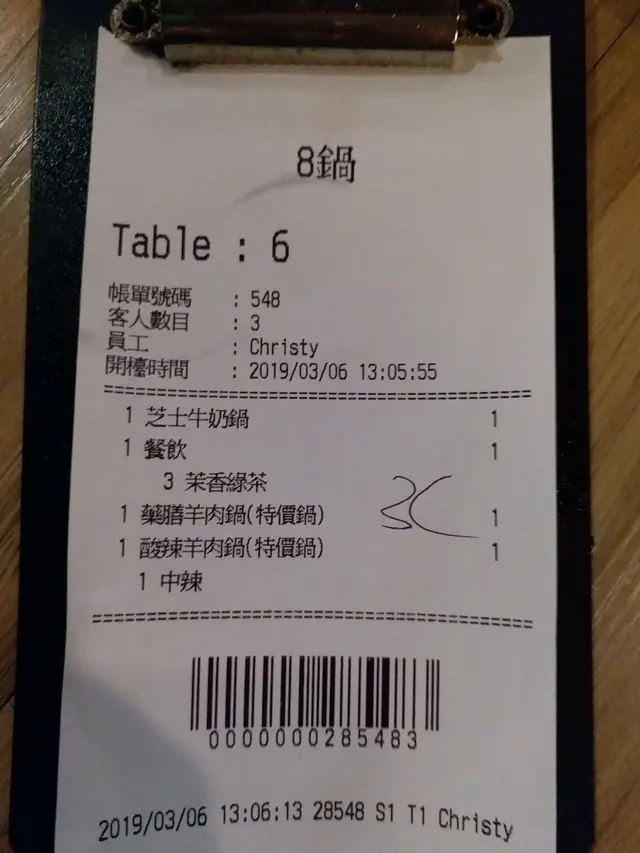 8鍋
Table : 6
帳單號碼 : 548
客人數目 : 3
員工 : Christy
開檯時間 : 2019/03/06 13:05:55
1 芝士牛奶鍋 1
1 餐飲 1
3 茉香綠茶
1 藥膳羊肉鍋(特價鍋) 1
1 酸辣羊肉鍋(特價鍋) 1
1 中辣
0000000285483
2019/03/06 13:06:13 28548 S1 T1 Christy